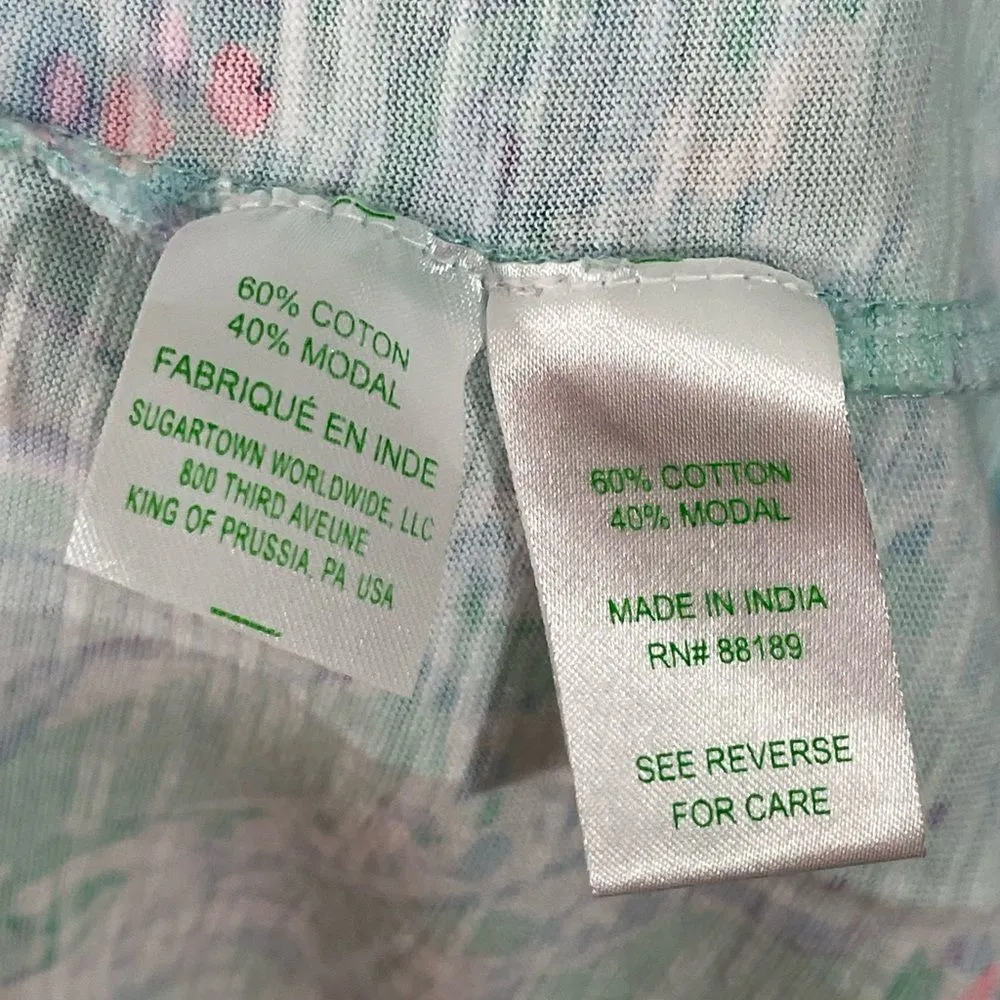 60% COTON
40% MODAL
FABRIQUÉ EN INDE
SUGARTOWN WORLDWIDE, LLC
800 THIRD AVEUNE
KING OF PRUSSIA, PA USA
60% COTTON
40% MODAL
MADE IN INDIA
RN# 88189
SEE REVERSE
FOR CARE